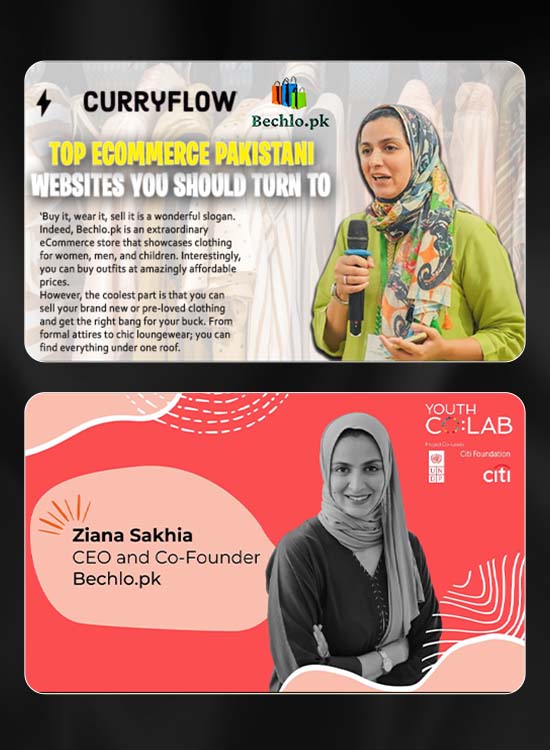 CURRYFLOW
Bechlo.pk
TOP ECOMMERCE PAKISTANI
WEBSITES YOU SHOULD TURN TO
'Buy it, wear it, sell it is a wonderful slogan.
Indeed, Bechlo.pk is an extraordinary
eCommerce store that showcases clothing
for women, men, and children. Interestingly,
you can buy outfits at amazingly affordable
prices.
However, the coolest part is that you can
sell your brand new or pre-loved clothing
and get the right bang for your buck. From
formal attires to chic loungewear; you can
find everything under one roof.
YOUTH
CO:LAB
Project Co-Leads
Citi Foundation
UN
DP
citi
Ziana Sakhia
CEO and Co-Founder
Bechlo.pk